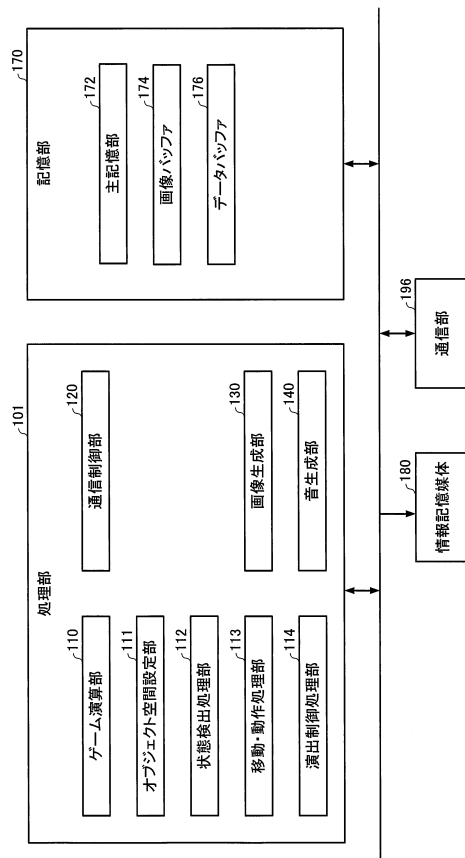 101
処理部
110
ゲーム演算部
111
オブジェクト空間設定部
112
状態検出処理部
113
移動・動作処理部
114
演出制御処理部
120
通信制御部
130
画像生成部
140
音生成部
170
記憶部
172
主記憶部
174
画像バッファ
176
データバッファ
180
情報記憶媒体
196
通信部